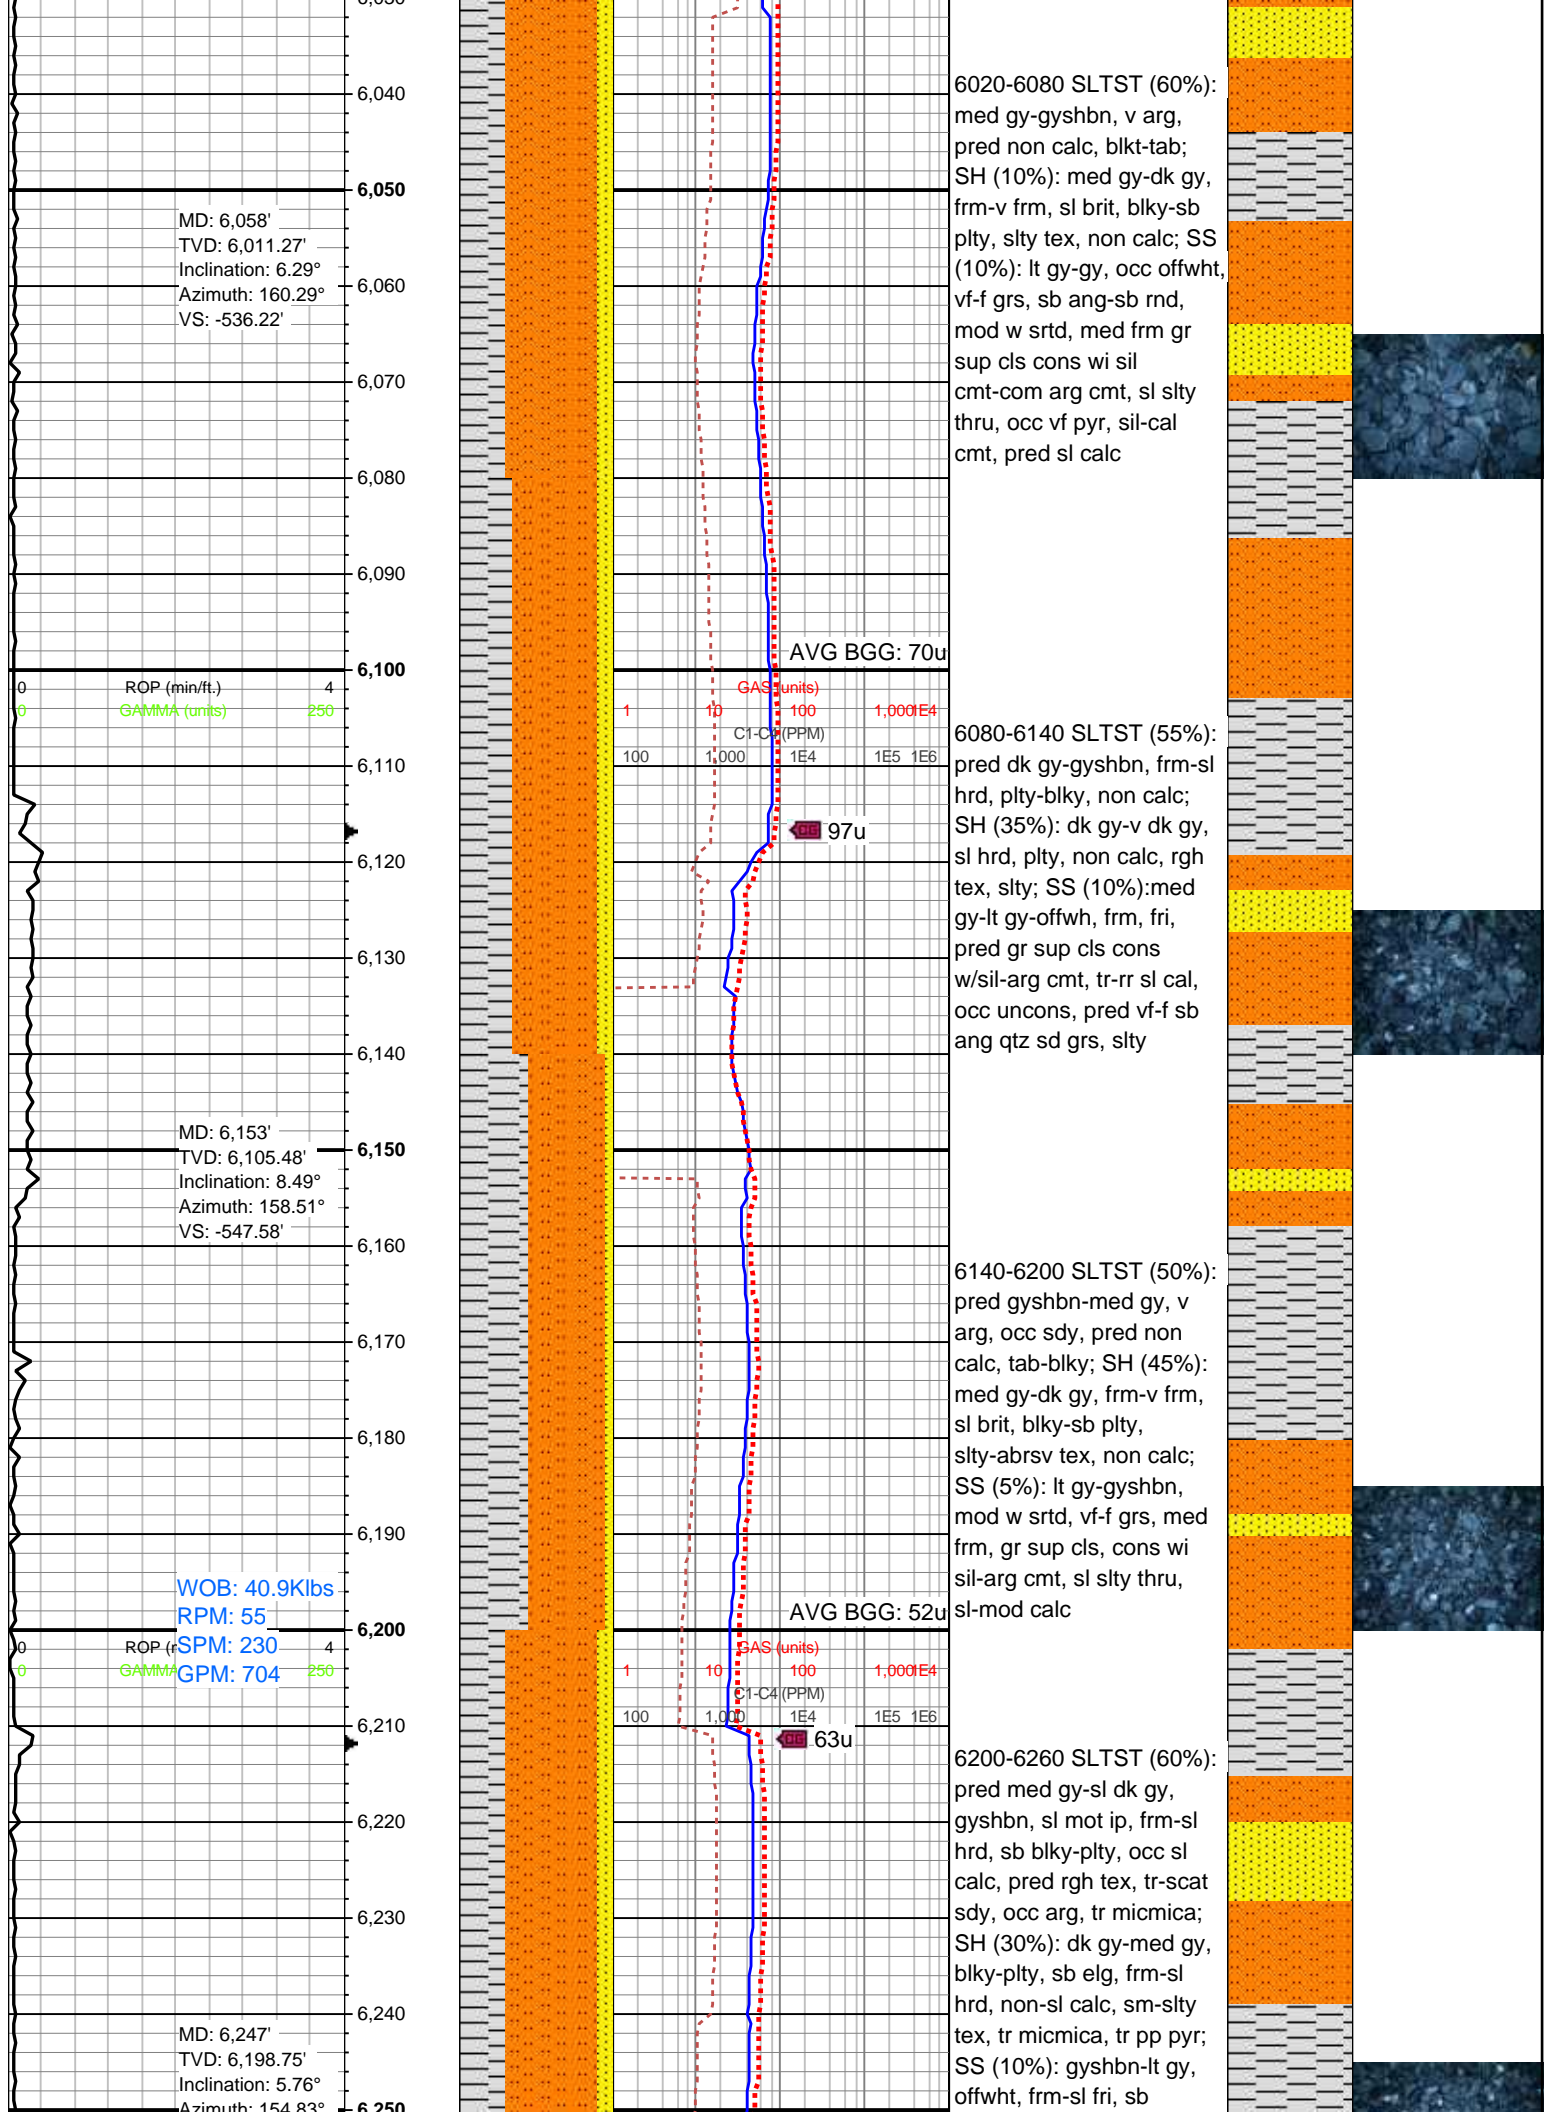 6,040
6,050
6,060
6,070
6,080
6,090
6,100
6,110
6,120
6,130
6,140
6,150
6,160
6,170
6,180
6,190
6,200
6,210
6,220
6,230
6,240
6,250
MD: 6,058'
TVD: 6,011.27'
Inclination: 6.29°
Azimuth: 160.29°
VS: -536.22'
0 ROP (min/ft.) 4
0 GAMMA (units) 250
MD: 6,153'
TVD: 6,105.48'
Inclination: 8.49°
Azimuth: 158.51°
VS: -547.58'
WOB: 40.9Klbs
RPM: 55
SPM: 230
GPM: 704
0 ROP 4
0 GAMMA 250
MD: 6,247'
TVD: 6,198.75'
Inclination: 5.76°
Azimuth: 154.83°
AVG BGG: 70u
GAS (units)
1 10 100 1,000 1E4
C1-C4 (PPM)
100 1,000 1E4 1E5 1E6
CG 97u
AVG BGG: 52u
GAS (units)
1 10 100 1,000 1E4
C1-C4 (PPM)
100 1,000 1E4 1E5 1E6
CG 63u
6020-6080 SLTST (60%):
med gy-gyshbn, v arg,
pred non calc, blkt-tab;
SH (10%): med gy-dk gy,
frm-v frm, sl brit, blky-sb
plty, slty tex, non calc; SS
(10%): lt gy-gy, occ offwht,
vf-f grs, sb ang-sb rnd,
mod w srtd, med frm gr
sup cls cons wi sil
cmt-com arg cmt, sl slty
thru, occ vf pyr, sil-cal
cmt, pred sl calc
6080-6140 SLTST (55%):
pred dk gy-gyshbn, frm-sl
hrd, plty-blky, non calc;
SH (35%): dk gy-v dk gy,
sl hrd, plty, non calc, rgh
tex, slty; SS (10%):med
gy-lt gy-offwh, frm, fri,
pred gr sup cls cons
w/sil-arg cmt, tr-rr sl cal,
occ uncons, pred vf-f sb
ang qtz sd grs, slty
6140-6200 SLTST (50%):
pred gyshbn-med gy, v
arg, occ sdy, pred non
calc, tab-blky; SH (45%):
med gy-dk gy, frm-v frm,
sl brit, blky-sb plty,
slty-abrsv tex, non calc;
SS (5%): lt gy-gyshbn,
mod w srtd, vf-f grs, med
frm, gr sup cls, cons wi
sil-arg cmt, sl slty thru,
sl-mod calc
6200-6260 SLTST (60%):
pred med gy-sl dk gy,
gyshbn, sl mot ip, frm-sl
hrd, sb blky-plty, occ sl
calc, pred rgh tex, tr-scat
sdy, occ arg, tr micmica;
SH (30%): dk gy-med gy,
blky-plty, sb elg, frm-sl
hrd, non-sl calc, sm-slty
tex, tr micmica, tr pp pyr;
SS (10%): gyshbn-lt gy,
offwht, frm-sl fri, sb